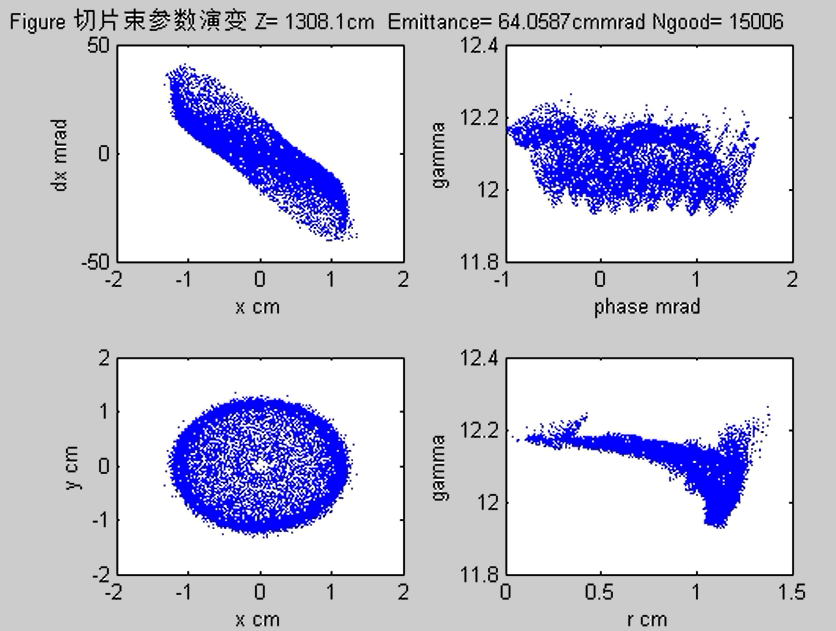 Figure 切片束参数演变 Z= 1308.1cm Emittance= 64.0587cmmrad Ngood= 15006
50
0
-50
dx mrad
-2 -1 0 1 2
x cm
12.4
12.2
12
11.8
gamma
-1 0 1 2
phase mrad
2
1
0
-1
-2
y cm
-2 -1 0 1 2
x cm
12.4
12.2
12
11.8
gamma
0 0.5 1 1.5
r cm